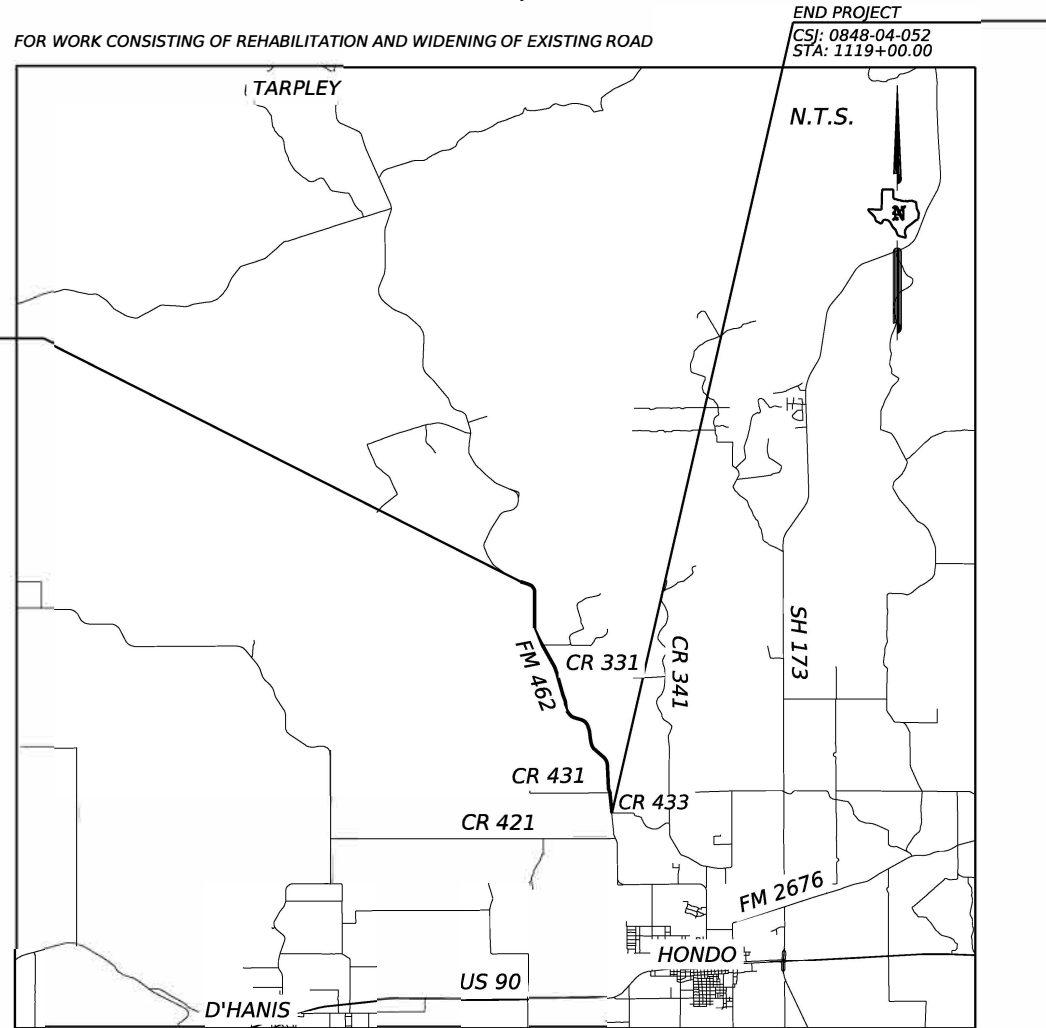 END PROJECT
CSJ: 0848-04-052
STA: 1119+00.00
FOR WORK CONSISTING OF REHABILITATION AND WIDENING OF EXISTING ROAD
TARPLEY
N.T.S.
N
SH 173
CR 331
CR 341
FM 462
CR 431
CR 433
CR 421
FM 2676
HONDO
US 90
D'HANIS